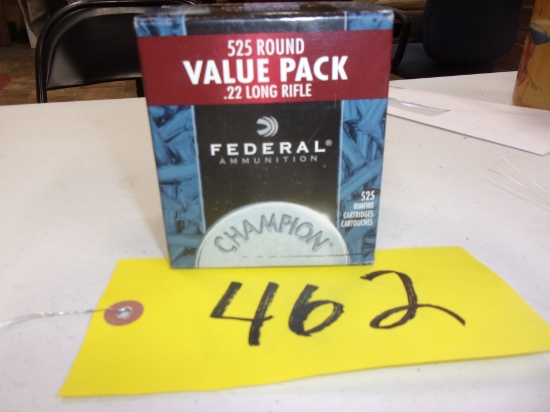 525 ROUND
VALUE PACK
.22 LONG RIFLE
FEDERAL®
AMMUNITION
525
RIMFIRE
CARTRIDGES
CARTOUCHES
CHAMPION
462